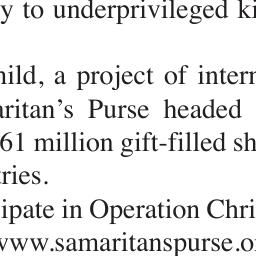 y to underprivileged ki
hild, a project of intern
aritan's Purse headed
61 million gift-filled sh
ries.
ipate in Operation Chri
www.samaritanspurse.or